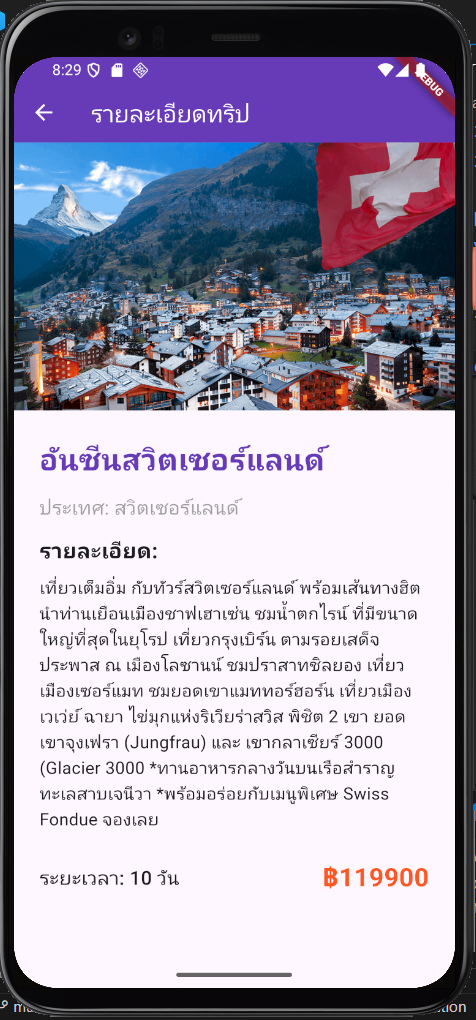 8:29
DEBUG
รายละเอียดทริป
อันซีนสวิตเซอร์แลนด์
ประเทศ: สวิตเซอร์แลนด์
รายละเอียด:
เที่ยวเต็มอิ่ม กับทัวร์สวิตเซอร์แลนด์ พร้อมเส้นทางฮิต
นำท่านเยือนเมืองชาฟเฮาเซ่น ชมน้ำตกไรน์ ที่มีขนาด
ใหญ่ที่สุดในยุโรป เที่ยวกรุงเบิร์น ตามรอยเสด็จ
ประพาส ณ เมืองโลซานน์ ชมปราสาทชิลยอง เที่ยว
เมืองเซอร์แมท ชมยอดเขาแมททอร์ฮอร์น เที่ยวเมือง
เวเว่ย์ ฉายา ไข่มุกแห่งริเวียร่าสวิส พิชิต 2 เขา ยอด
เขาจุงเฟรา (Jungfrau) และ เขากลาเซียร์ 3000
(Glacier 3000 *ทานอาหารกลางวันบนเรือสำราญ
ทะเลสาบเจนีวา *พร้อมอร่อยกับเมนูพิเศษ Swiss
Fondue จองเลย
ระยะเวลา: 10 วัน
฿119900